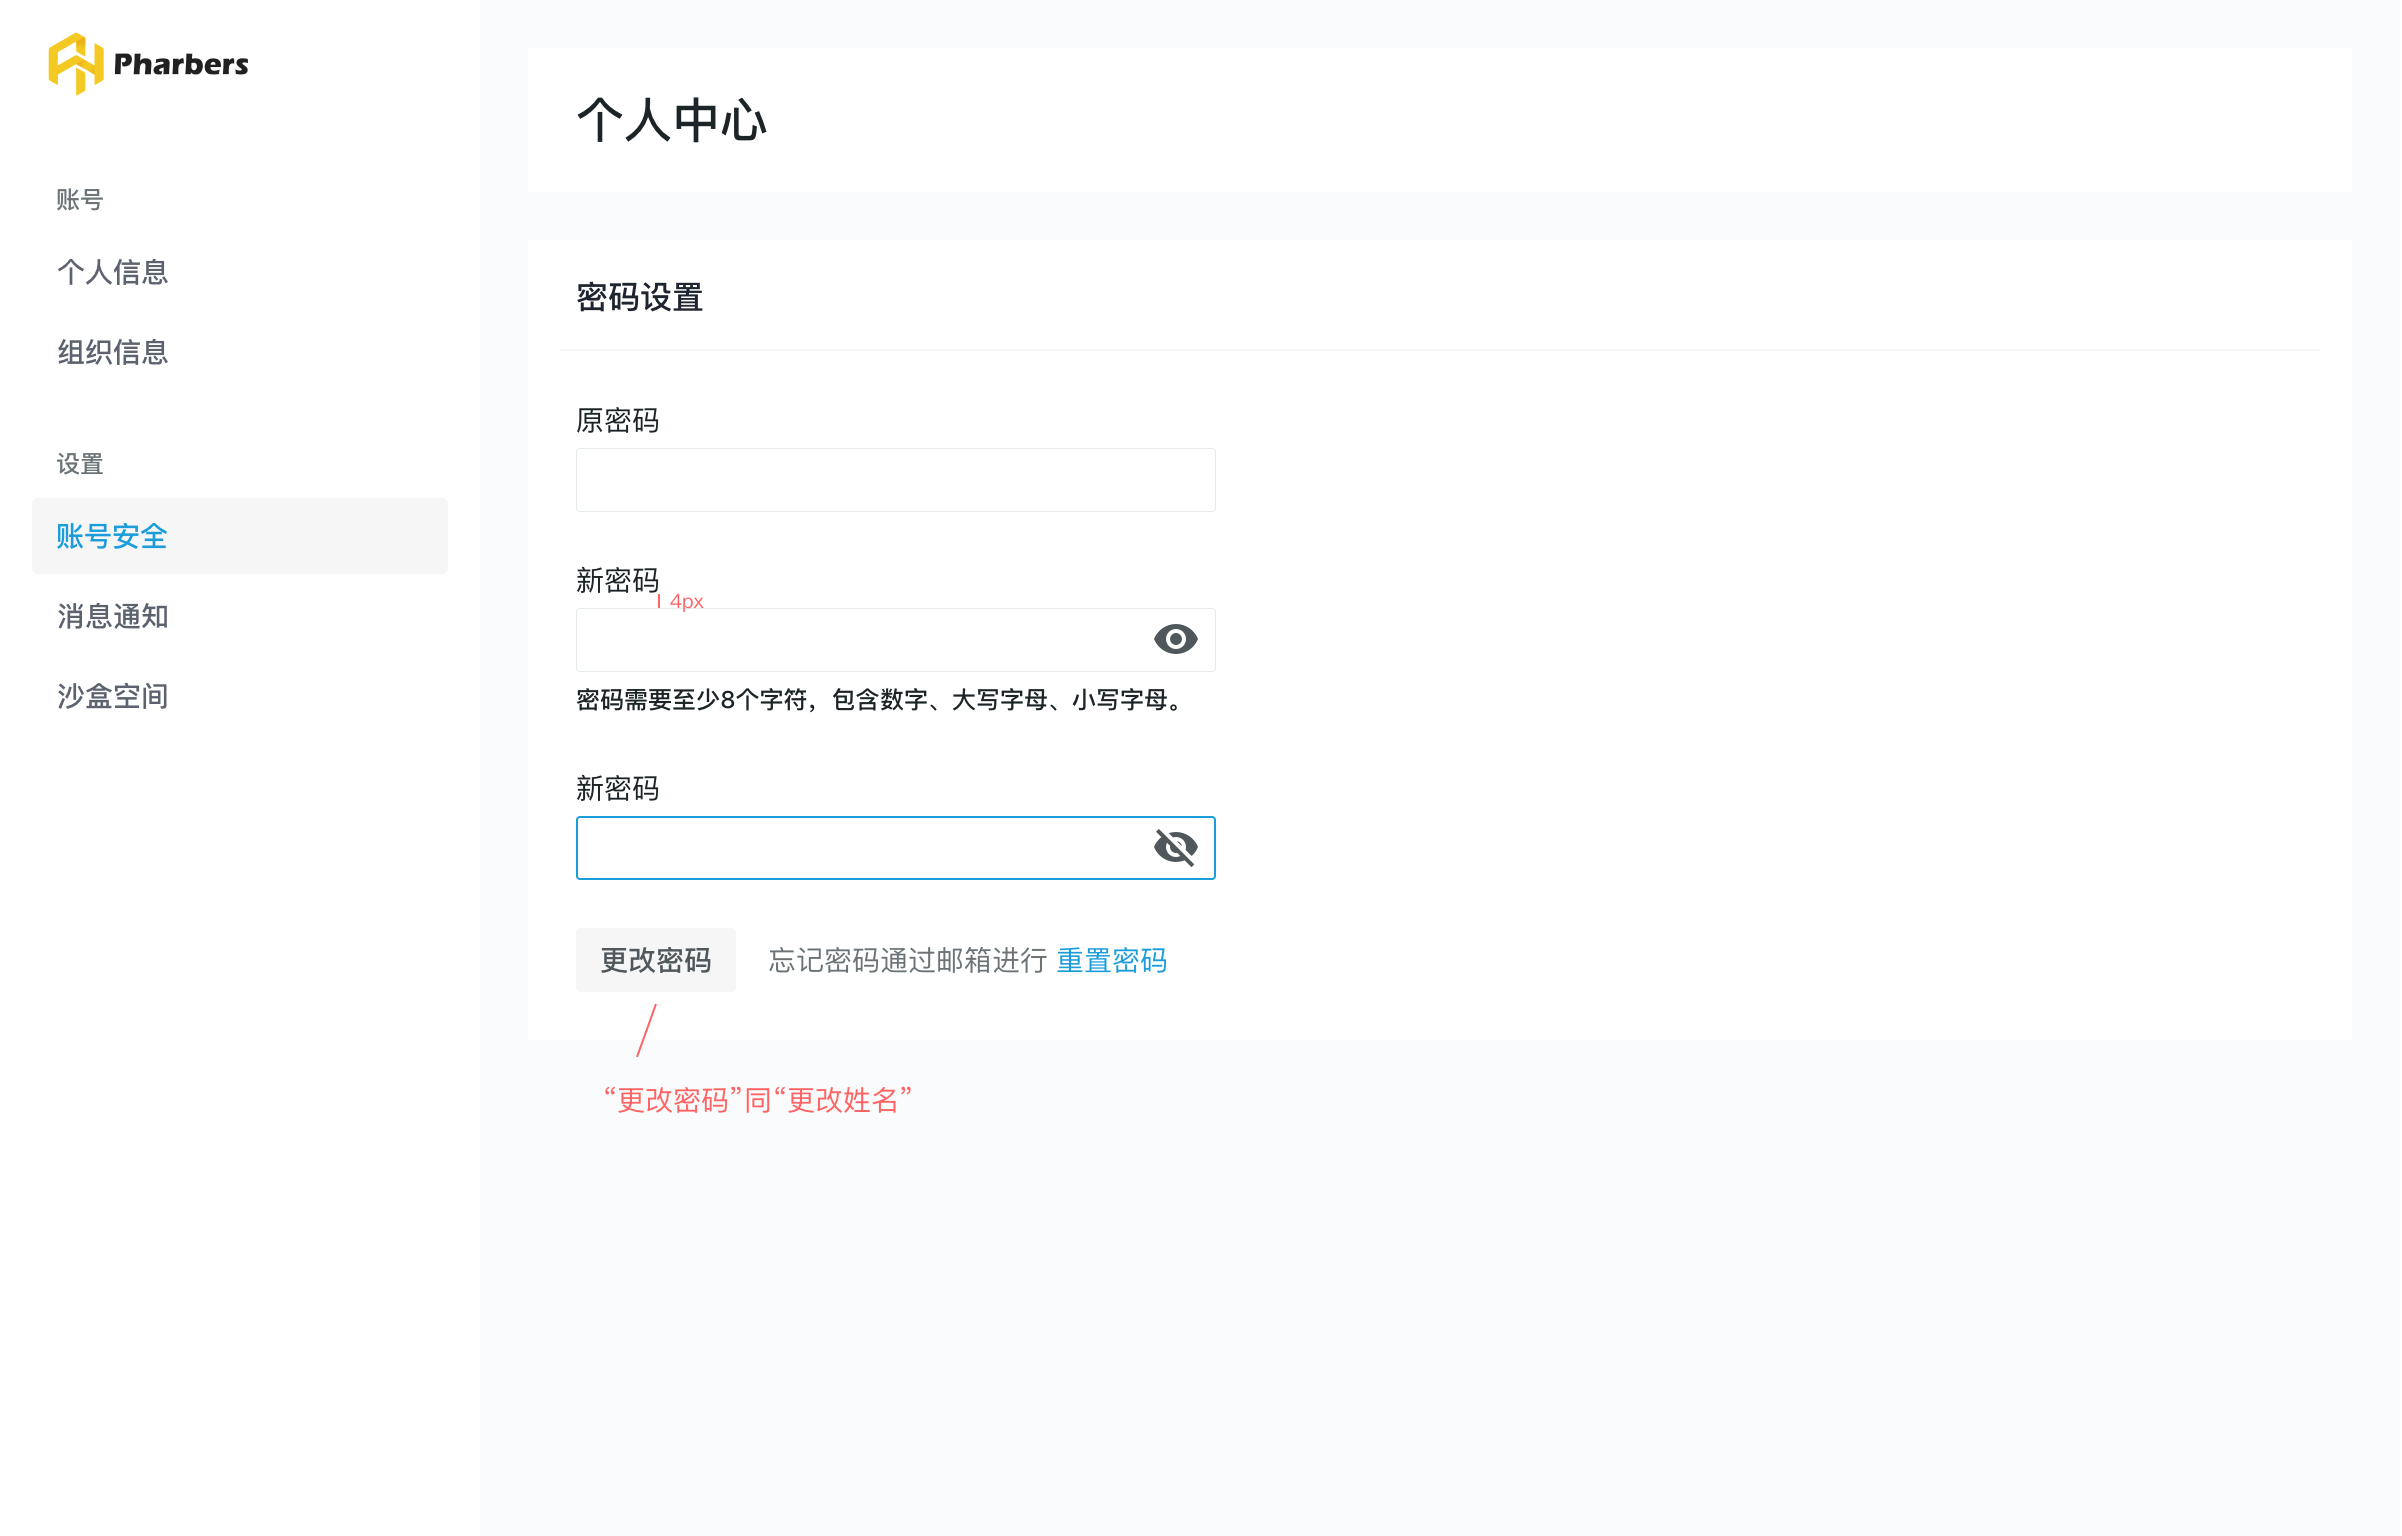 Pharbers
账号
个人信息
组织信息
设置
账号安全
消息通知
沙盒空间
个人中心
密码设置
原密码
新密码
4px
密码需要至少8个字符，包含数字、大写字母、小写字母。
新密码
更改密码
忘记密码通过邮箱进行 重置密码
“更改密码”同“更改姓名”